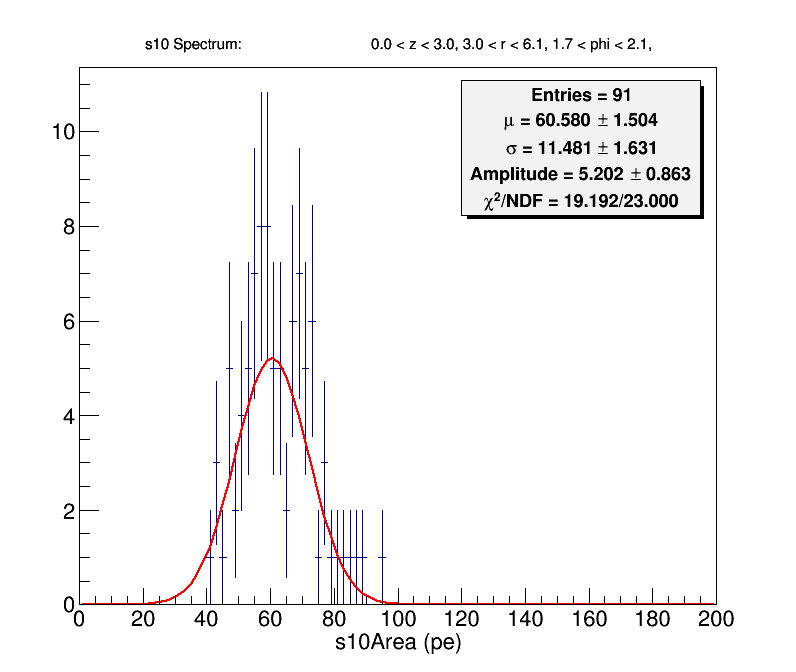 s10 Spectrum: 0.0 < z < 3.0, 3.0 < r < 6.1, 1.7 < phi < 2.1,
Entries = 91
μ = 60.580 ± 1.504
σ = 11.481 ± 1.631
Amplitude = 5.202 ± 0.863
χ²/NDF = 19.192/23.000
10
8
6
4
2
0
0 20 40 60 80 100 120 140 160 180 200
s10Area (pe)